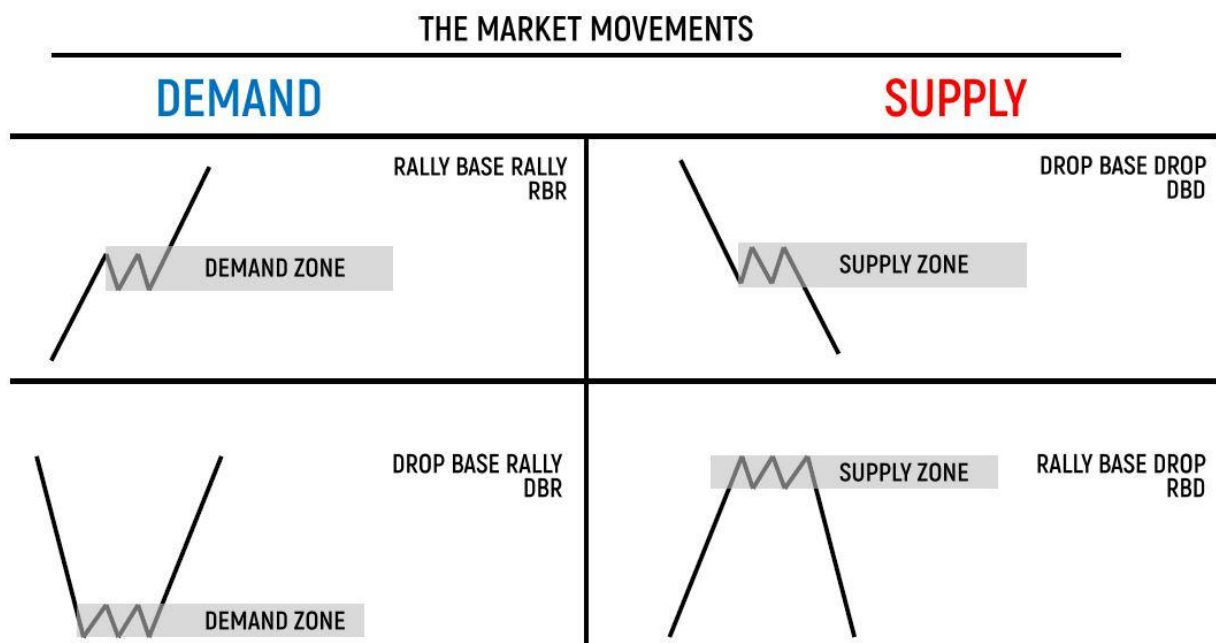 THE MARKET MOVEMENTS
DEMAND
SUPPLY
RALLY BASE RALLY
RBR
DEMAND ZONE
DROP BASE DROP
DBD
SUPPLY ZONE
DROP BASE RALLY
DBR
DEMAND ZONE
SUPPLY ZONE
RALLY BASE DROP
RBD